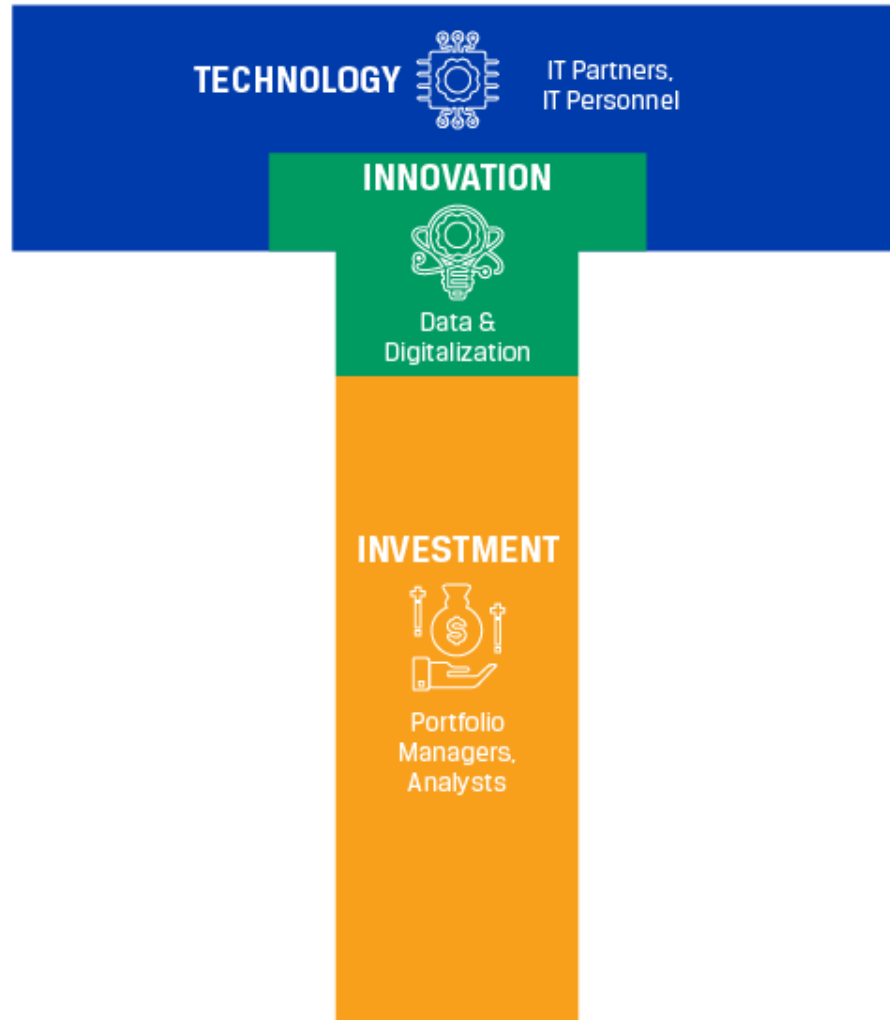 TECHNOLOGY
IT Partners,
IT Personnel
INNOVATION
Data &
Digitalization
INVESTMENT
$
Portfolio
Managers,
Analysts